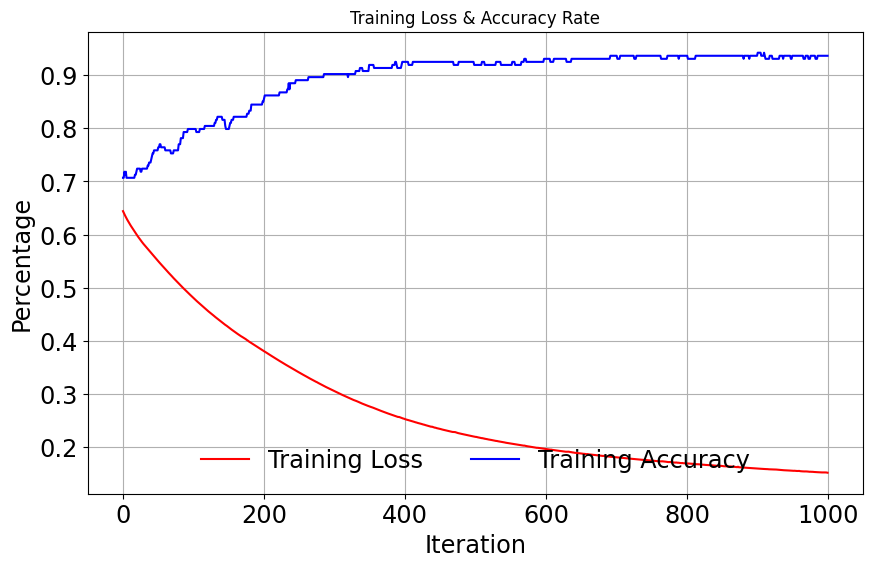 Training Loss & Accuracy Rate
0.9
0.8
0.7
0.6
0.5
0.4
0.3
0.2
Percentage
Training Loss Training Accuracy
0 200 400 600 800 1000
Iteration